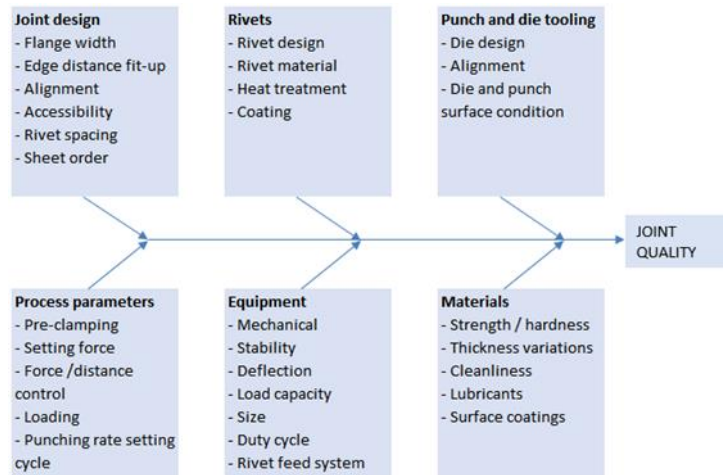 Joint design
- Flange width
- Edge distance fit-up
- Alignment
- Accessibility
- Rivet spacing
- Sheet order
Rivets
- Rivet design
- Rivet material
- Heat treatment
- Coating
Punch and die tooling
- Die design
- Alignment
- Die and punch
surface condition
JOINT
QUALITY
Process parameters
- Pre-clamping
- Setting force
- Force /distance
control
- Loading
- Punching rate setting
cycle
Equipment
- Mechanical
- Stability
- Deflection
- Load capacity
- Size
- Duty cycle
- Rivet feed system
Materials
- Strength / hardness
- Thickness variations
- Cleanliness
- Lubricants
- Surface coatings